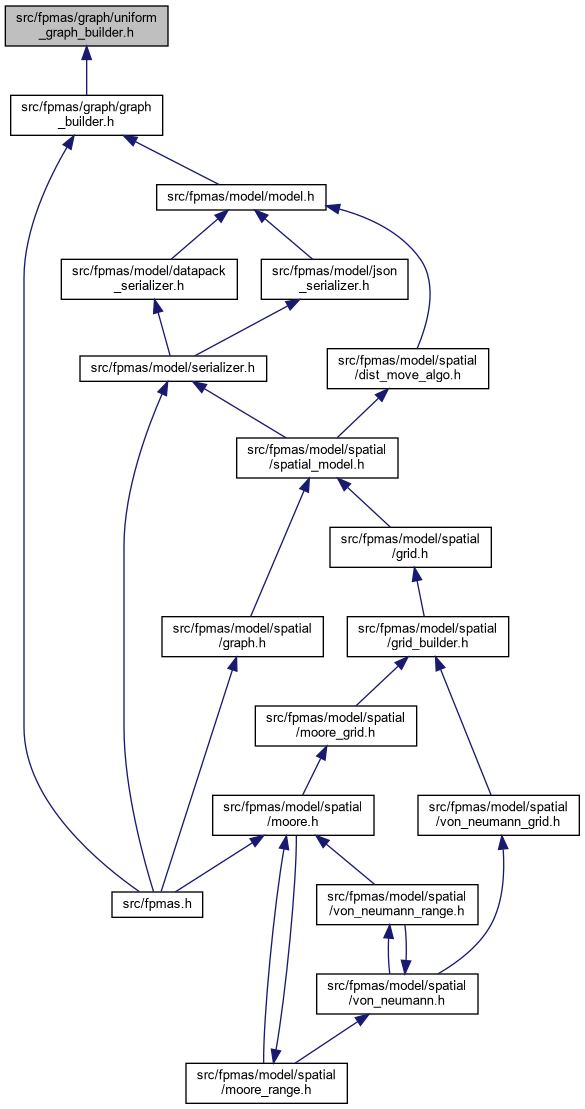 src/fpmas/graph/uniform
_graph_builder.h
src/fpmas/graph/graph
_builder.h
src/fpmas/model/model.h
src/fpmas/model/datapack
_serializer.h
src/fpmas/model/json
_serializer.h
src/fpmas/model/serializer.h
src/fpmas/model/spatial
/dist_move_algo.h
src/fpmas/model/spatial
/spatial_model.h
src/fpmas/model/spatial
/grid.h
src/fpmas/model/spatial
/graph.h
src/fpmas/model/spatial
/grid_builder.h
src/fpmas/model/spatial
/moore_grid.h
src/fpmas/model/spatial
/moore.h
src/fpmas/model/spatial
/von_neumann_grid.h
src/fpmas.h
src/fpmas/model/spatial
/von_neumann_range.h
src/fpmas/model/spatial
/von_neumann.h
src/fpmas/model/spatial
/moore_range.h